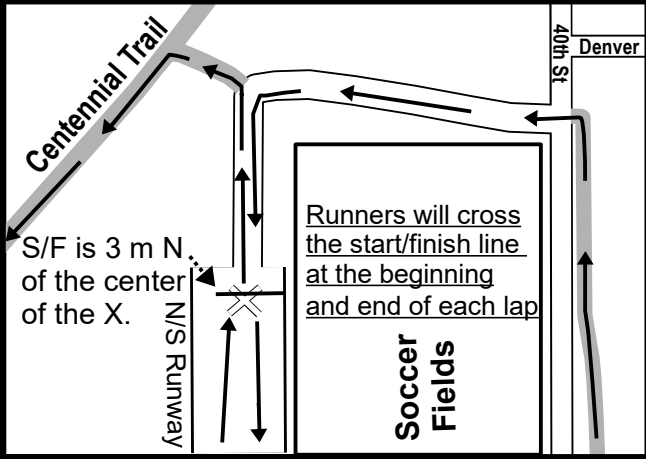 Centennial Trail
40th St
Denver
S/F is 3 m N
of the center
of the X.
N/S Runway
Runners will cross
the start/finish line
at the beginning
and end of each lap
Soccer
Fields